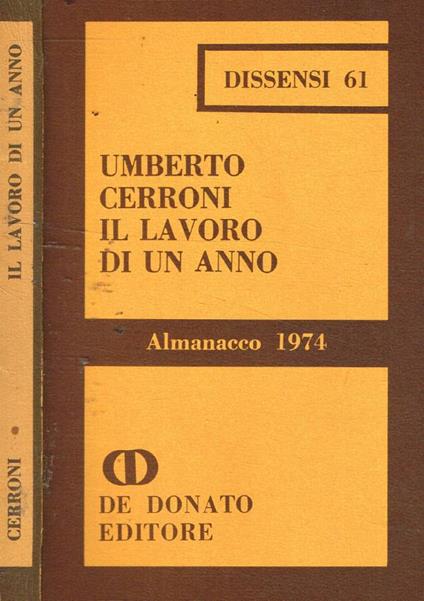 DISSENSI 61
UMBERTO
CERRONI
IL LAVORO
DI UN ANNO
Almanacco 1974
DE DONATO
EDITORE
CERRONI • IL LAVORO DI UN ANNO